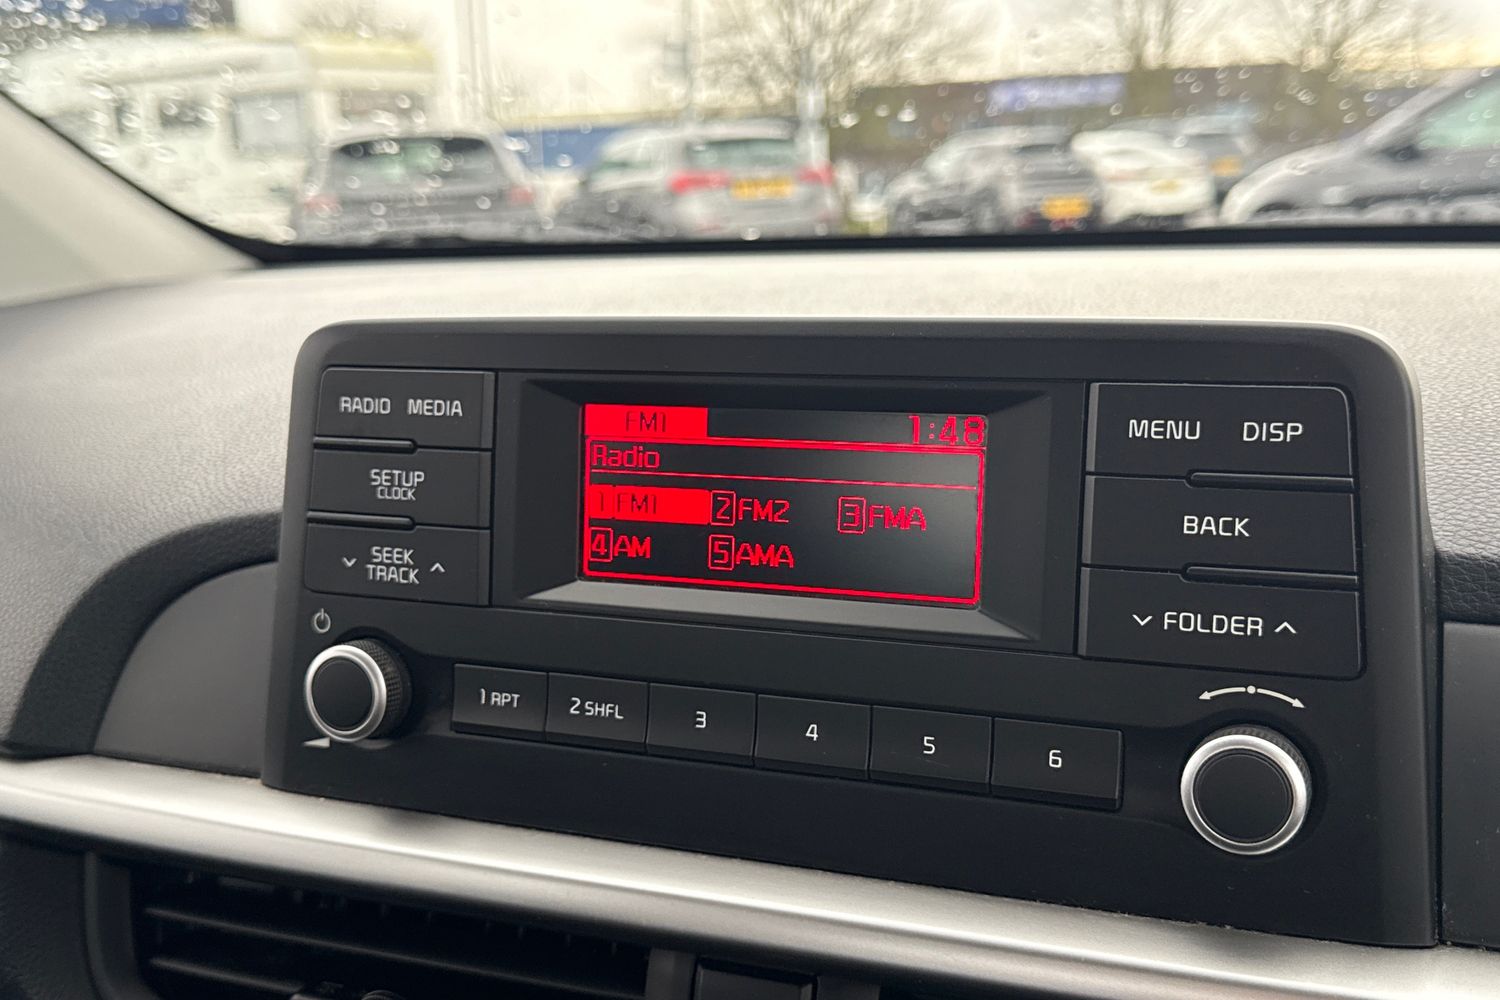 RADIO MEDIA
SETUP
CLOCK
SEEK
TRACK
FM1 1:48
Radio
1 FM1 2 FM2 3 FMA
4 AM 5 AMA
MENU DISP
BACK
FOLDER
1 RPT 2 SHFL 3 4 5 6